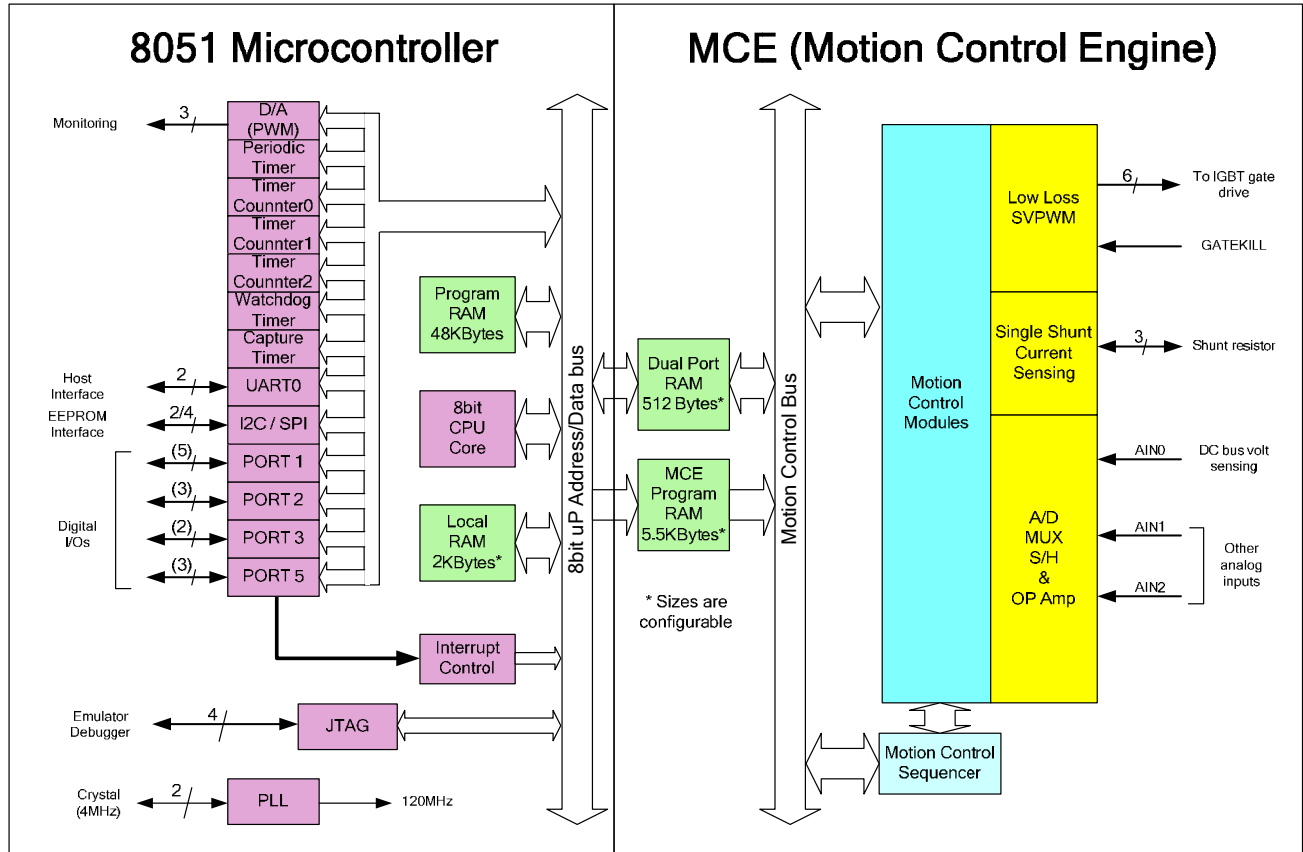 8051 Microcontroller
MCE (Motion Control Engine)
Monitoring
3
D/A
(PWM)
Periodic
Timer
Timer
Counnter0
Timer
Counnter1
Timer
Counnter2
Watchdog
Timer
Capture
Timer
Host
Interface
2
UART0
EEPROM
Interface
2/4
I2C / SPI
Digital
I/Os
(5)
PORT 1
(3)
PORT 2
(2)
PORT 3
(3)
PORT 5
Program
RAM
48KBytes
8bit
CPU
Core
Local
RAM
2KBytes*
Interrupt
Control
Emulator
Debugger
4
JTAG
Crystal
(4MHz)
2
PLL
120MHz
8bit uP Address/Data bus
Dual Port
RAM
512 Bytes*
MCE
Program
RAM
5.5KBytes*
* Sizes are
configurable
Motion Control Bus
Motion
Control
Modules
Low Loss
SVPWM
6
To IGBT gate
drive
GATEKILL
Single Shunt
Current
Sensing
3
Shunt resistor
A/D
MUX
S/H
&
OP Amp
AIN0
DC bus volt
sensing
AIN1
AIN2
Other
analog
inputs
Motion Control
Sequencer